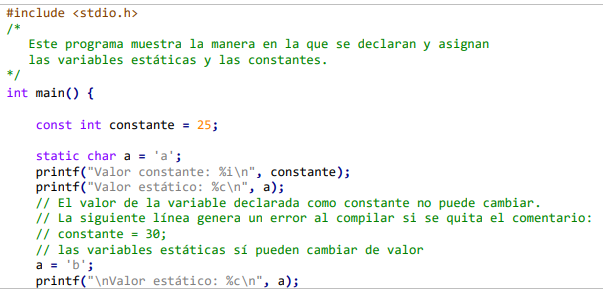 #include <stdio.h>
/*
   Este programa muestra la manera en la que se declaran y asignan
   las variables estáticas y las constantes.
*/
int main() {
    const int constante = 25;
    static char a = 'a';
    printf("Valor constante: %i\n", constante);
    printf("Valor estático: %c\n", a);
    // El valor de la variable declarada como constante no puede cambiar.
    // La siguiente línea genera un error al compilar si se quita el comentario:
    // constante = 30;
    // las variables estáticas sí pueden cambiar de valor
    a = 'b';
    printf("\nValor estático: %c\n", a);